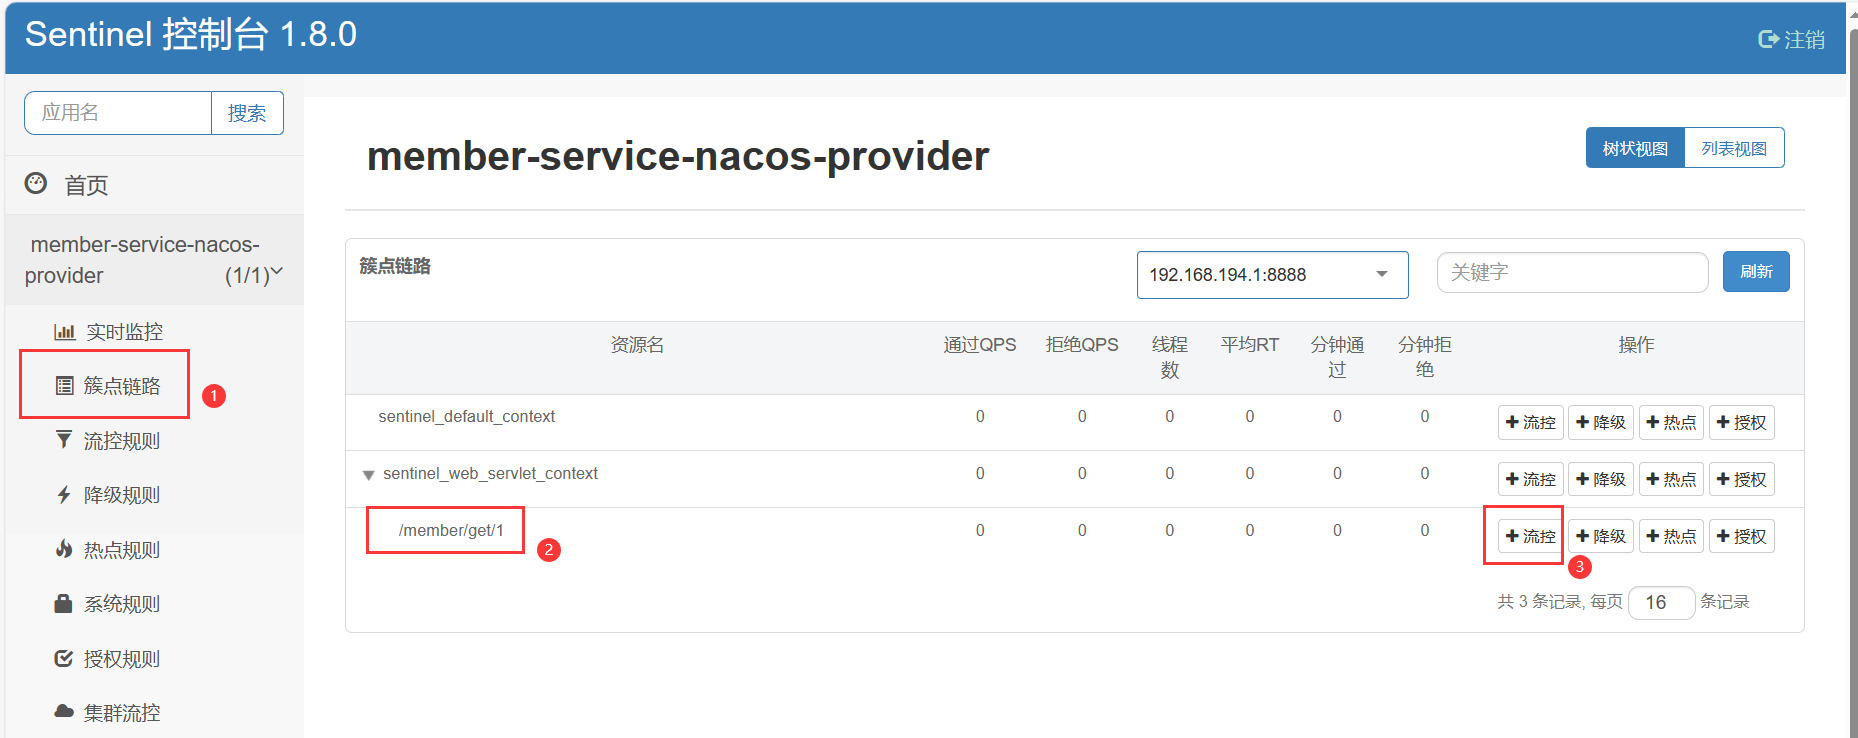 Sentinel 控制台 1.8.0
注销
应用名
搜索
首页
member-service-nacos-
provider (1/1)
实时监控
簇点链路
1
流控规则
降级规则
热点规则
系统规则
授权规则
集群流控
member-service-nacos-provider
树状视图
列表视图
簇点链路
192.168.194.1:8888
关键字
刷新
资源名 通过QPS 拒绝QPS 线程 平均RT 分钟通 分钟拒 操作
数 过 绝
sentinel_default_context 0 0 0 0 0 0 流控 降级 热点 授权
sentinel_web_servlet_context 0 0 0 0 0 0 流控 降级 热点 授权
/member/get/1 0 0 0 0 0 0 流控 降级 热点 授权
2
3
共 3 条记录, 每页 16 条记录